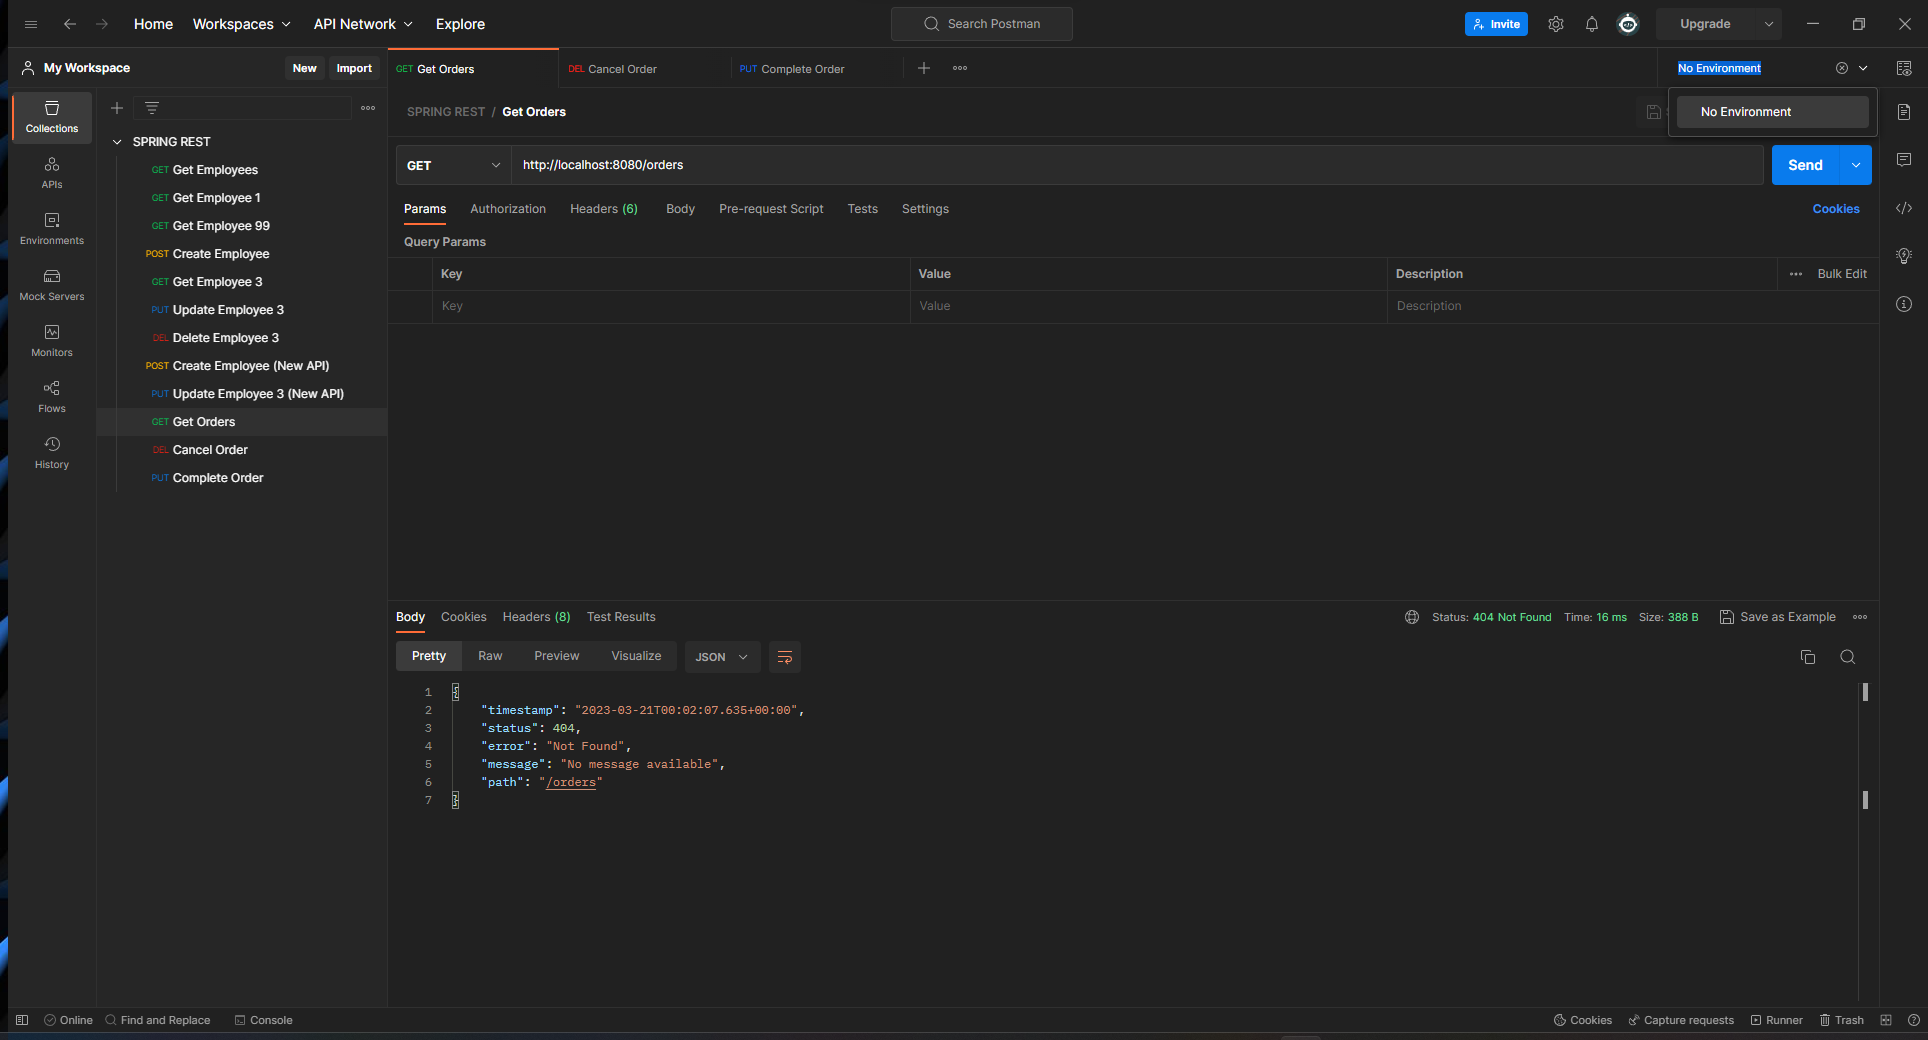 Home Workspaces API Network Explore Search Postman Invite Upgrade
My Workspace New Import GET Get Orders DEL Cancel Order PUT Complete Order No Environment
No Environment
SPRING REST / Get Orders
Collections
APIs
Environments
Mock Servers
Monitors
Flows
History
SPRING REST
GET Get Employees
GET Get Employee 1
GET Get Employee 99
POST Create Employee
GET Get Employee 3
PUT Update Employee 3
DEL Delete Employee 3
POST Create Employee (New API)
PUT Update Employee 3 (New API)
GET Get Orders
DEL Cancel Order
PUT Complete Order
GET http://localhost:8080/orders Send
Params Authorization Headers (6) Body Pre-request Script Tests Settings Cookies
Query Params
Key Value Description Bulk Edit
Key Value Description
Body Cookies Headers (8) Test Results Status: 404 Not Found Time: 16 ms Size: 388 B Save as Example
Pretty Raw Preview Visualize JSON
1 {
2 "timestamp": "2023-03-21T00:02:07.635+00:00",
3 "status": 404,
4 "error": "Not Found",
5 "message": "No message available",
6 "path": "/orders"
7 }
Online Find and Replace Console Cookies Capture requests Runner Trash